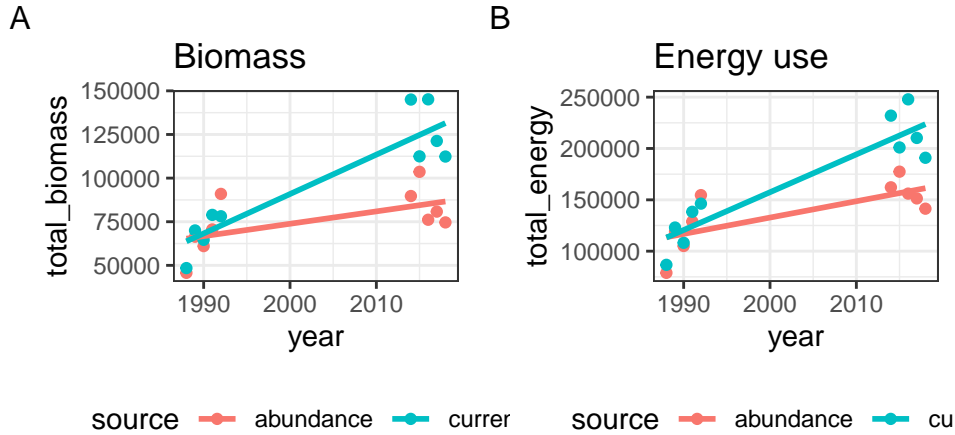 A
Biomass
total_biomass
150000
125000
100000
75000
50000
1990 2000 2010
year
source abundance currer
B
Energy use
total_energy
250000
200000
150000
100000
1990 2000 2010
year
source abundance cu